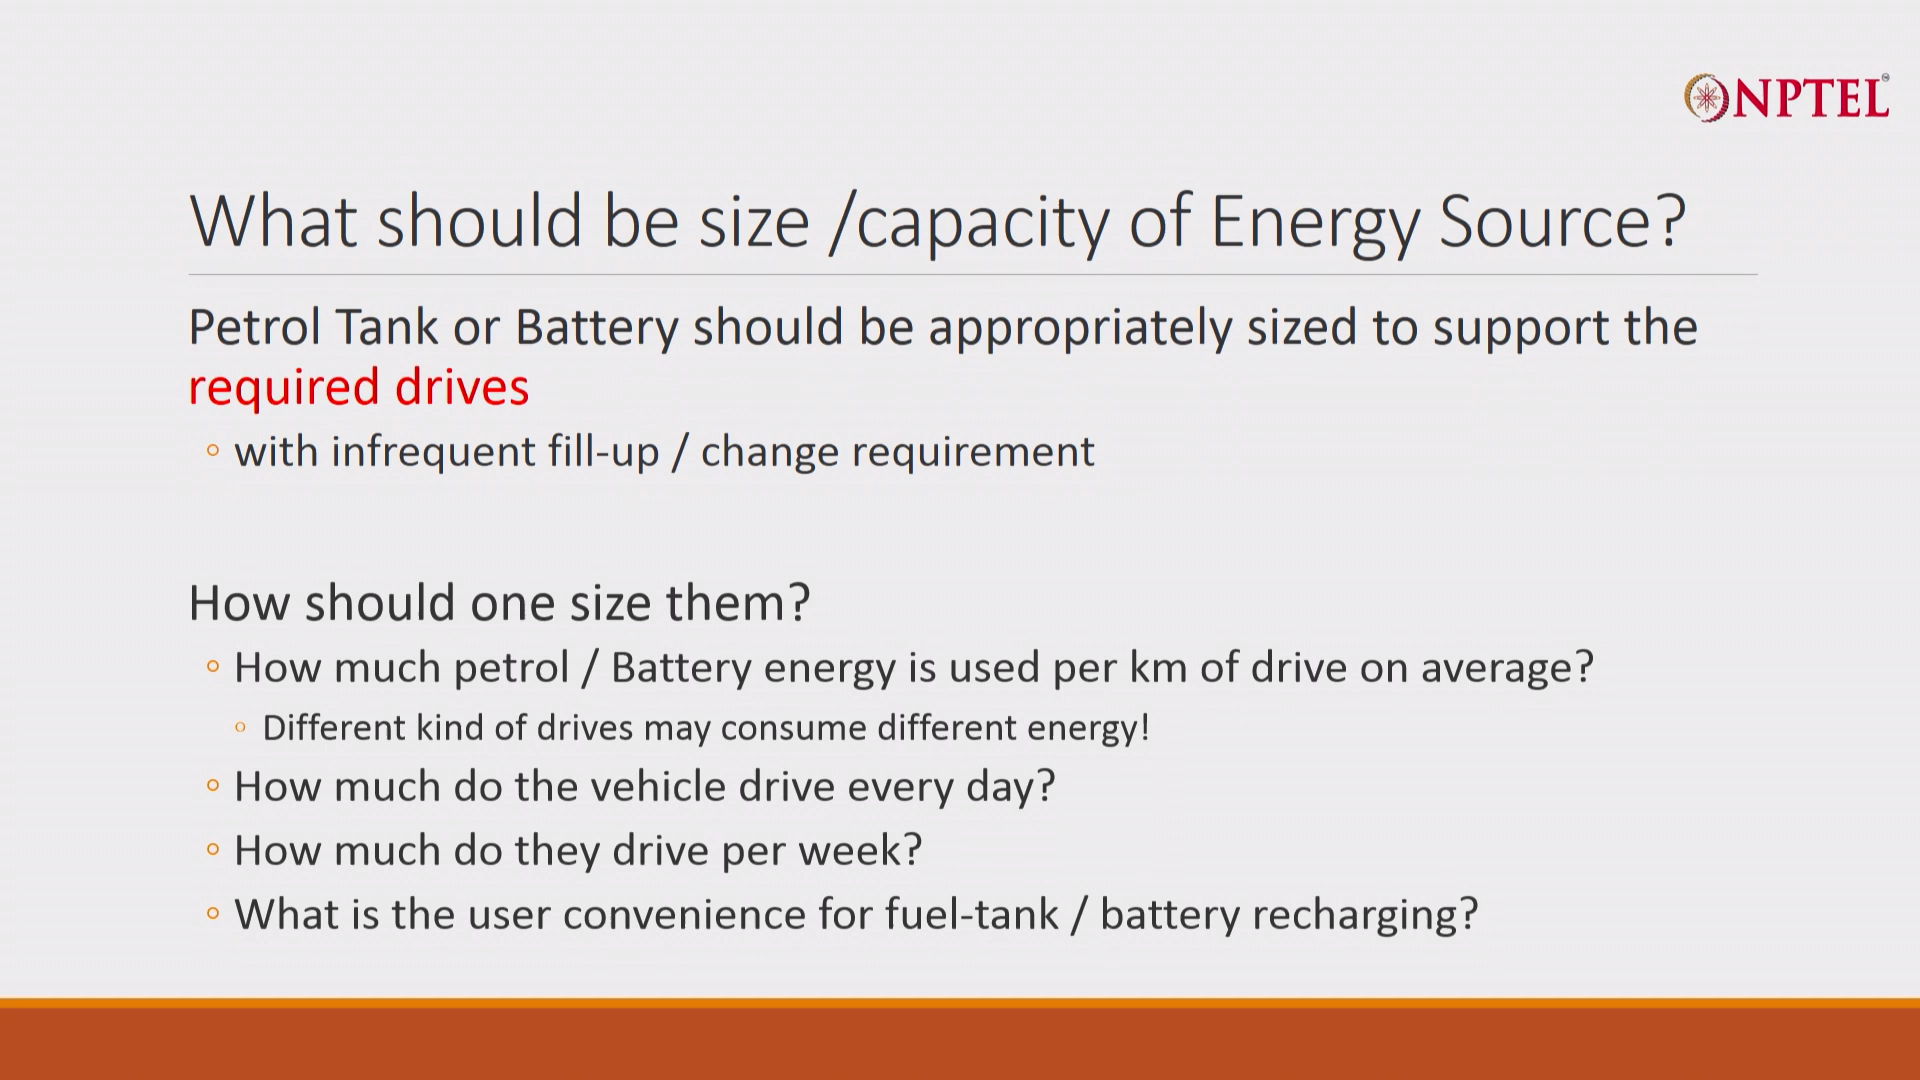 NPTEL
What should be size /capacity of Energy Source?
Petrol Tank or Battery should be appropriately sized to support the
required drives
◦ with infrequent fill-up / change requirement
How should one size them?
◦ How much petrol / Battery energy is used per km of drive on average?
◦ Different kind of drives may consume different energy!
◦ How much do the vehicle drive every day?
◦ How much do they drive per week?
◦ What is the user convenience for fuel-tank / battery recharging?